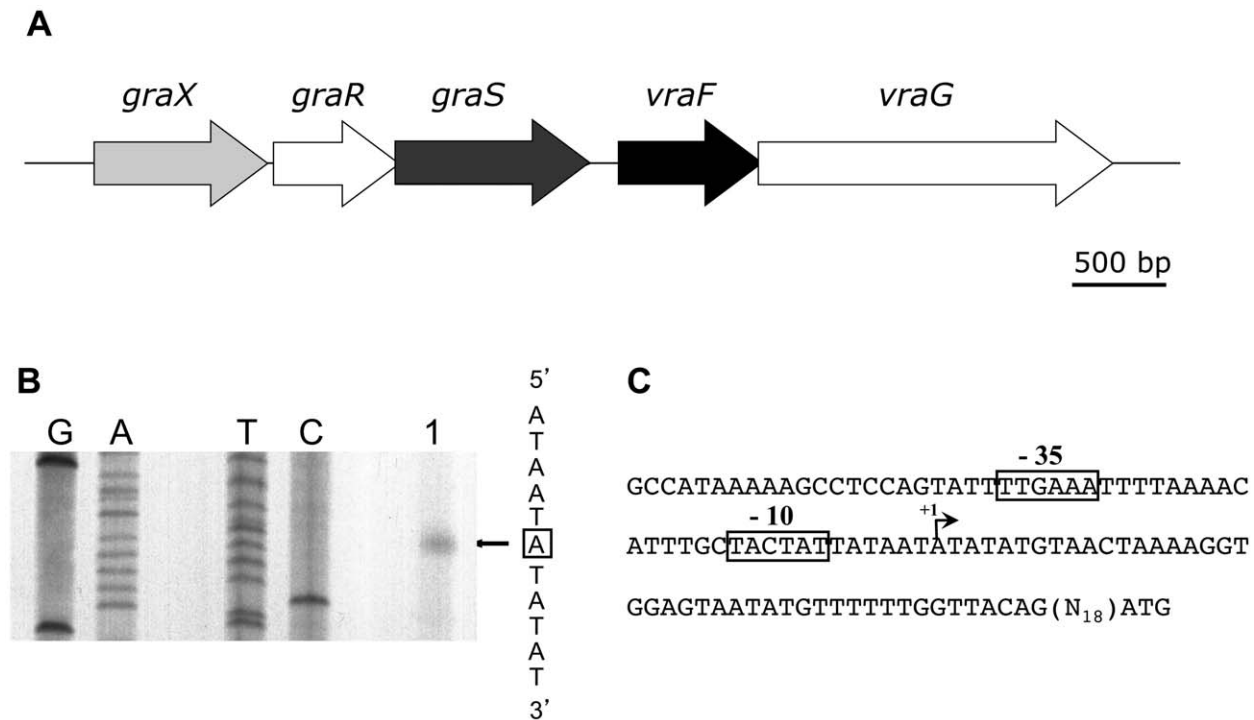 A
graX graR graS vraF vraG
500 bp
B
G A T C 1
5’
A
T
A
A
T
A
T
A
T
A
T
3’
C
- 35
GCCATAAAAAGCCTCCAGTATTTTGAAATTTTAAAAC
- 10 +1
ATTTGCTACTATTATAATATATATGTAACTAAAAGGT
GGAGTAATATGTTTTTTGGTTACAG(N18)ATG